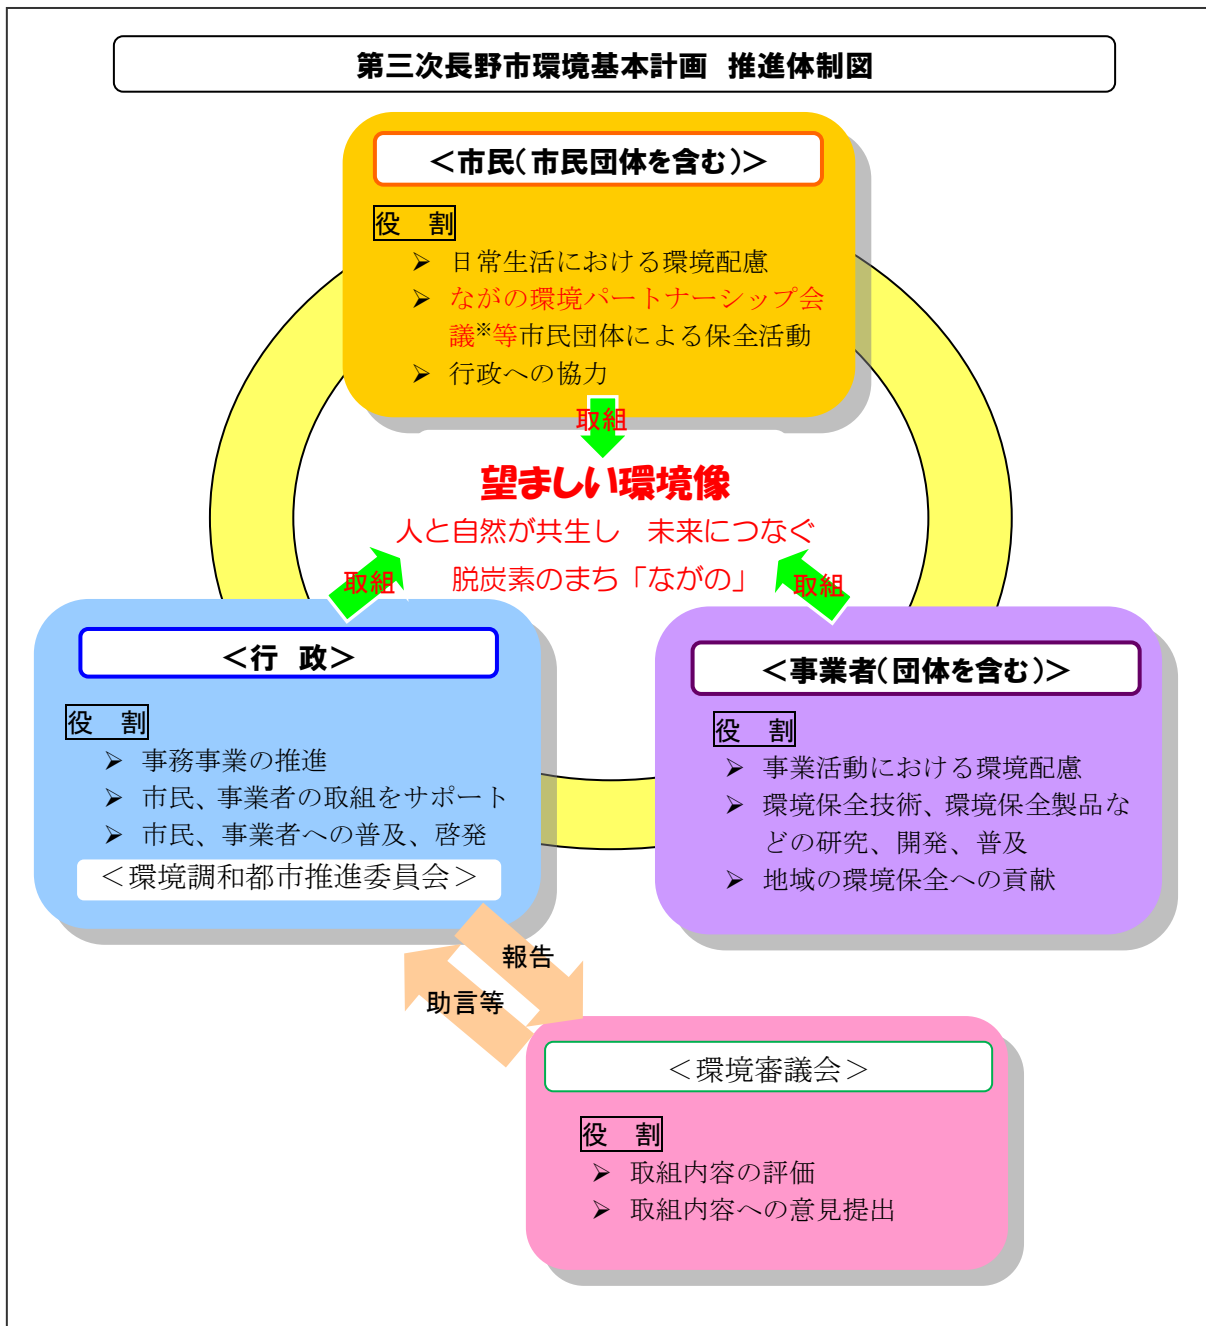 第三次長野市環境基本計画 推進体制図
＜市民（市民団体を含む）＞
役 割
➢ 日常生活における環境配慮
➢ ながの環境パートナーシップ会
議※等市民団体による保全活動
➢ 行政への協力
取組
望ましい環境像
人と自然が共生し 未来につなぐ
脱炭素のまち「ながの」
取組
取組
＜行 政＞
役 割
➢ 事務事業の推進
➢ 市民、事業者の取組をサポート
➢ 市民、事業者への普及、啓発
＜環境調和都市推進委員会＞
＜事業者（団体を含む）＞
役 割
➢ 事業活動における環境配慮
➢ 環境保全技術、環境保全製品な
どの研究、開発、普及
➢ 地域の環境保全への貢献
報告
助言等
＜環境審議会＞
役 割
➢ 取組内容の評価
➢ 取組内容への意見提出